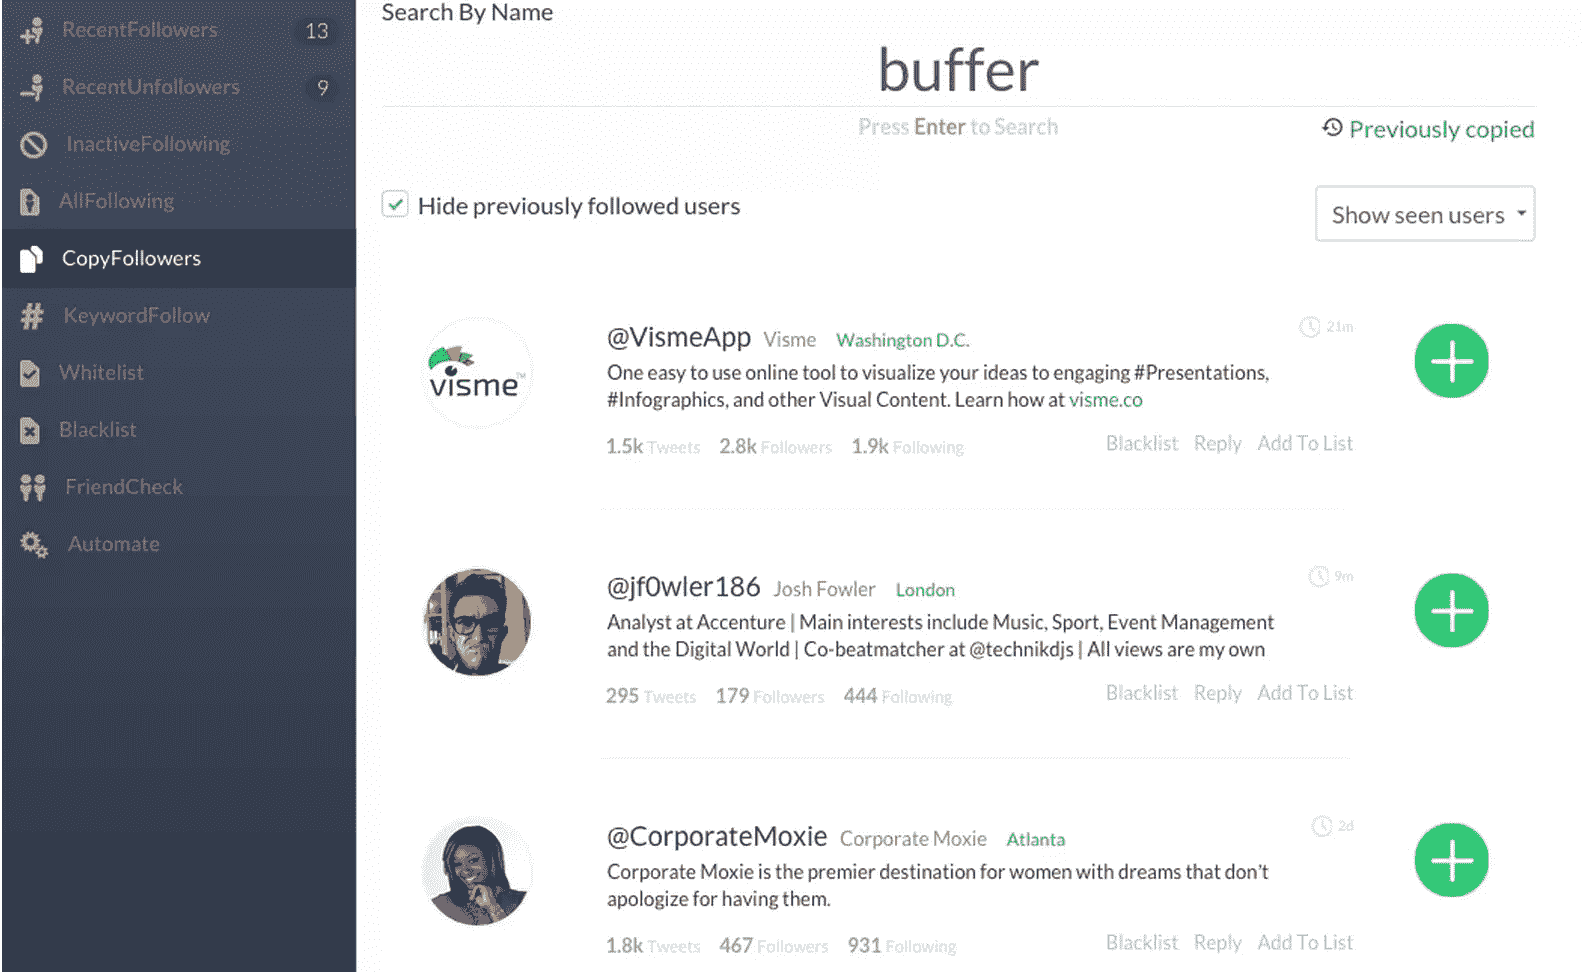 RecentFollowers 13
RecentUnfollowers 9
InactiveFollowing
AllFollowing
CopyFollowers
KeywordFollow
Whitelist
Blacklist
FriendCheck
Automate
Search By Name
buffer
Press Enter to Search
Previously copied
Hide previously followed users
Show seen users
visme™
@VismeApp Visme Washington D.C. 21m
One easy to use online tool to visualize your ideas to engaging #Presentations,
#Infographics, and other Visual Content. Learn how at visme.co
1.5k Tweets 2.8k Followers 1.9k Following Blacklist Reply Add To List
@jf0wler186 Josh Fowler London 9m
Analyst at Accenture | Main interests include Music, Sport, Event Management
and the Digital World | Co-beatmatcher at @technikdjs | All views are my own
295 Tweets 179 Followers 444 Following Blacklist Reply Add To List
@CorporateMoxie Corporate Moxie Atlanta 2d
Corporate Moxie is the premier destination for women with dreams that don't
apologize for having them.
1.8k Tweets 467 Followers 931 Following Blacklist Reply Add To List